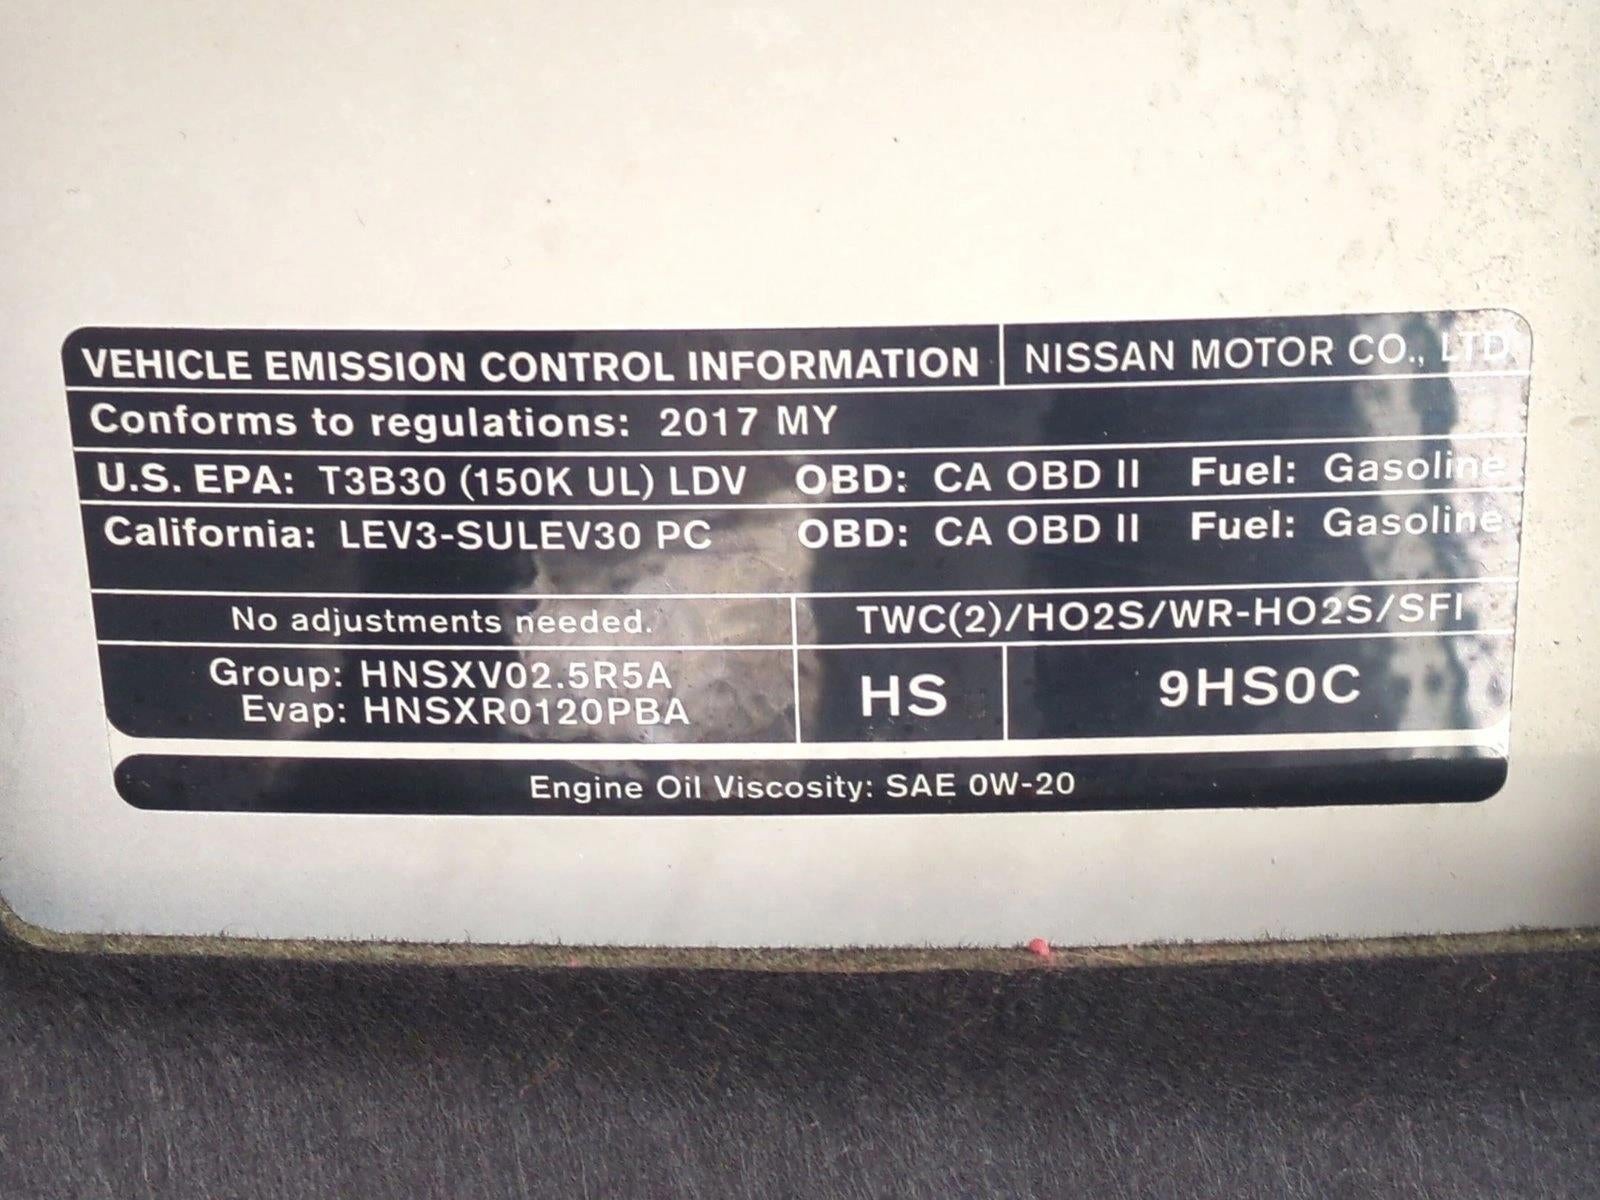 VEHICLE EMISSION CONTROL INFORMATION NISSAN MOTOR CO., LTD
Conforms to regulations: 2017 MY
U.S. EPA: T3B30 (150K UL) LDV OBD: CA OBD II Fuel: Gasoline
California: LEV3-SULEV30 PC OBD: CA OBD II Fuel: Gasoline
No adjustments needed. TWC(2)/HO2S/WR-HO2S/SFI
Group: HNSXV02.5R5A
Evap: HNSXR0120PBA
HS 9HS0C
Engine Oil Viscosity: SAE 0W-20